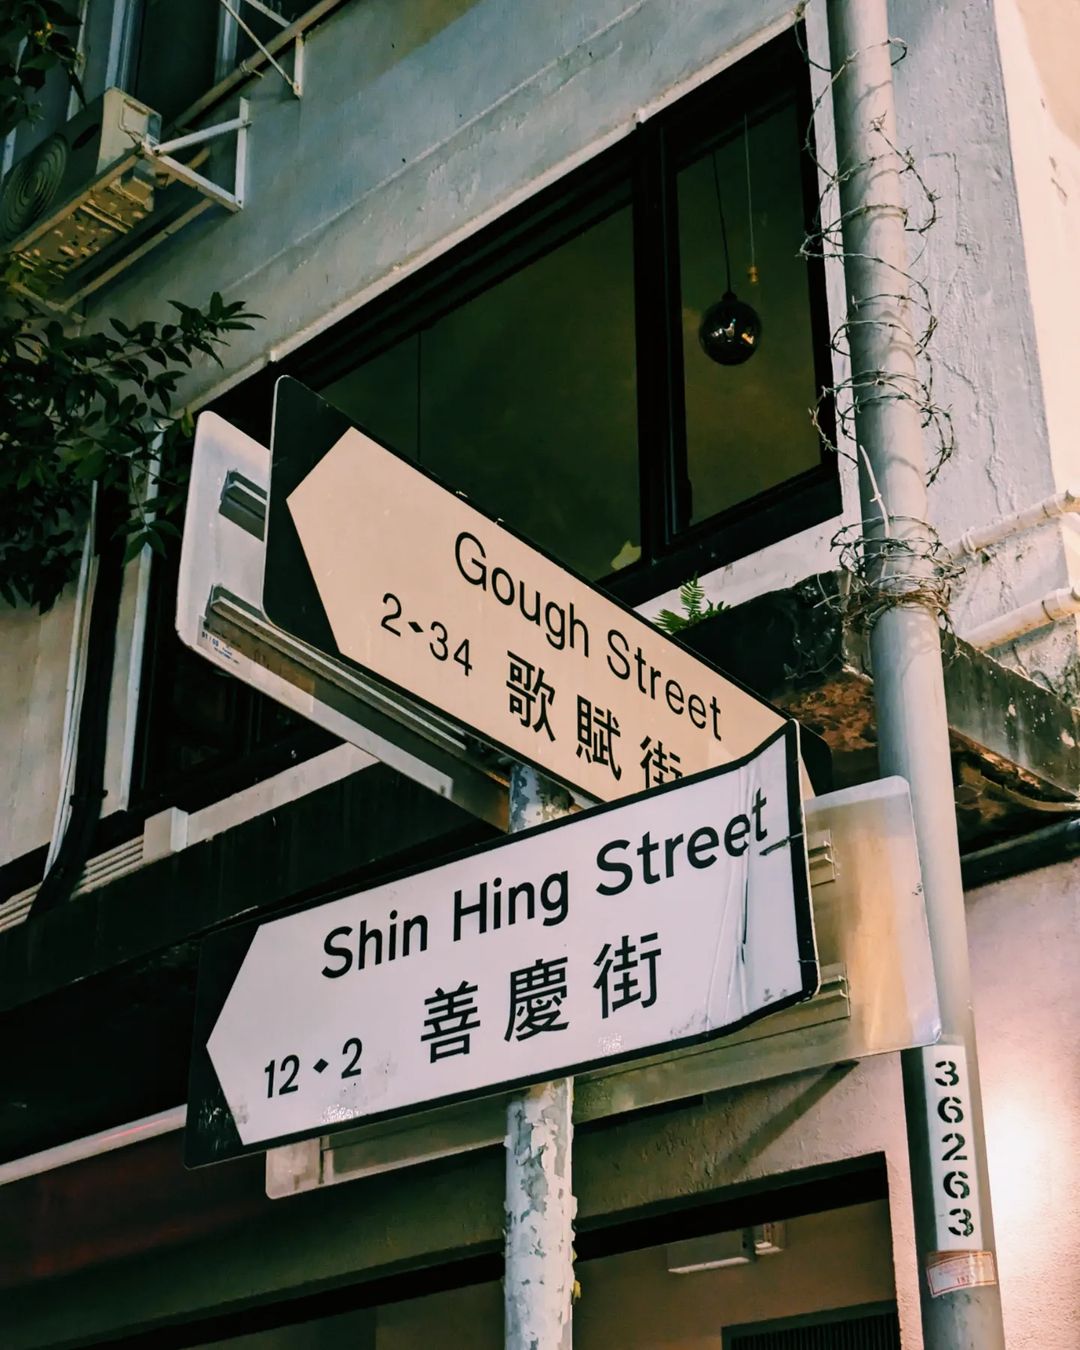 Gough Street
2◆34 歌賦街
Shin Hing Street
12◆2 善慶街
36263